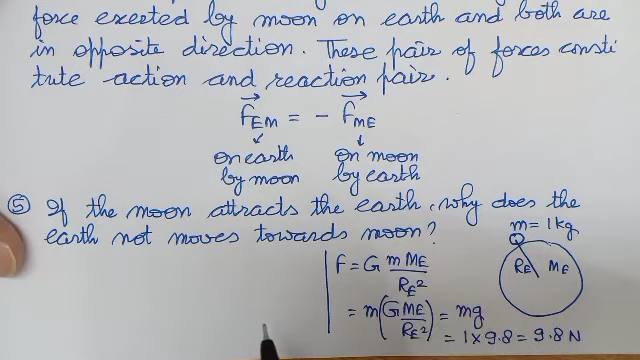 force exerted by moon on earth and both are
in opposite direction. These pair of forces consti
tute action and reaction pair.
F⃗EM = - F⃗ME
on earth on moon
by moon by earth
⑤ If the moon attracts the earth, why does the
earth not moves towards moon?
m = 1kg
RE ME
F = G m ME / RE²
= m(G ME / RE²) = mg
= 1 × 9.8 = 9.8 N